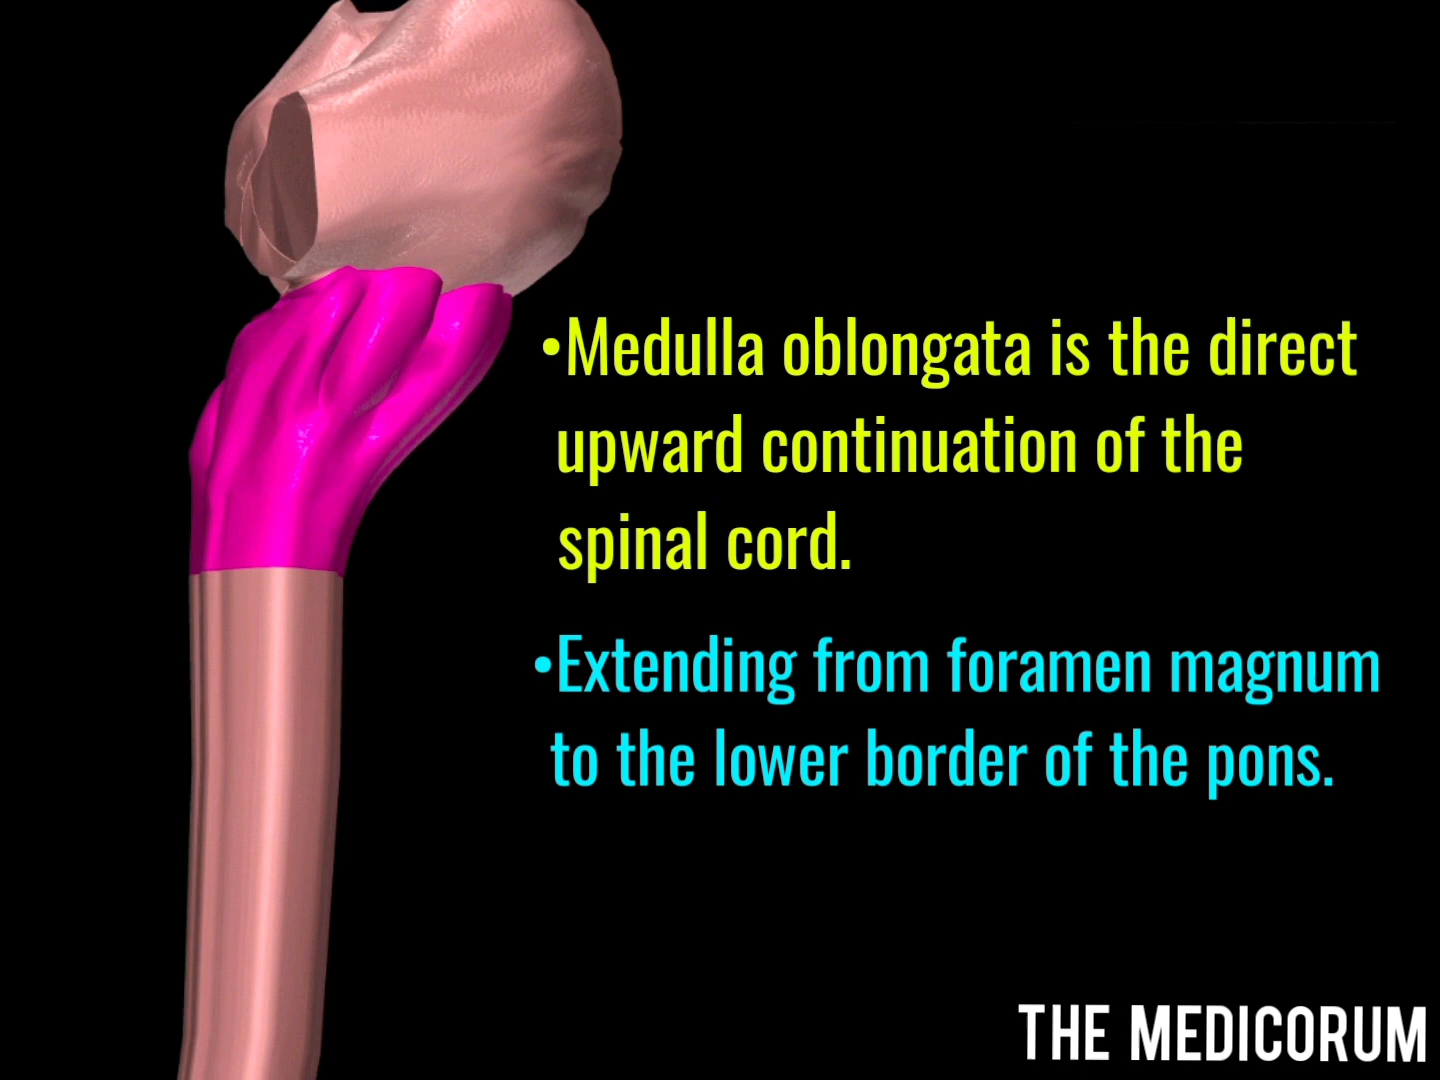 •Medulla oblongata is the direct
upward continuation of the
spinal cord.
•Extending from foramen magnum
to the lower border of the pons.
THE MEDICORUM